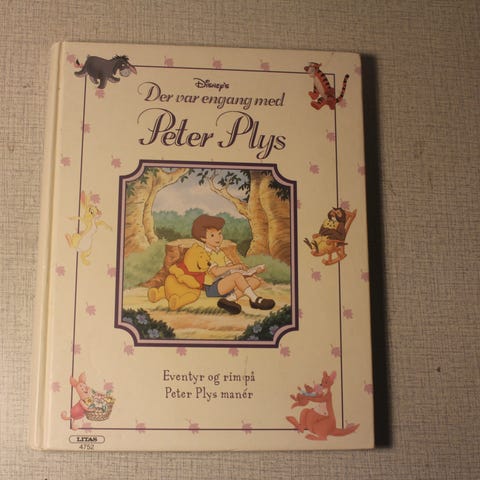 Disney's
Der var engang med
Peter Plys
Eventyr og rim på
Peter Plys manér
LITAS
4752